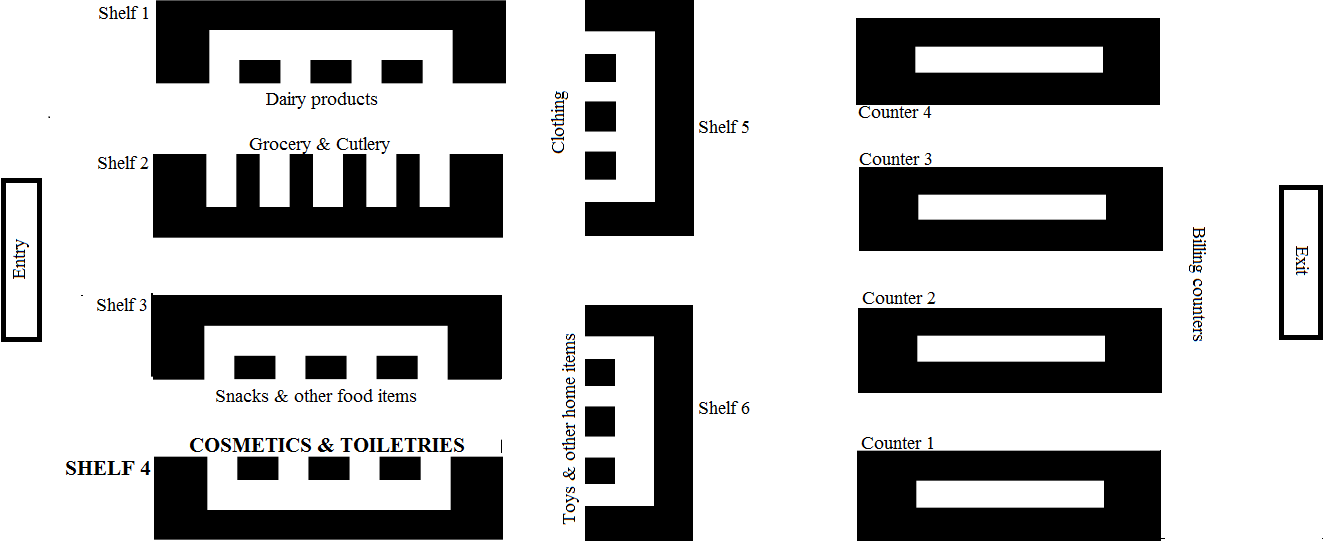 Shelf 1
Dairy products
Grocery & Cutlery
Shelf 2
Entry
Shelf 3
Snacks & other food items
COSMETICS & TOILETRIES
SHELF 4
Clothing
Shelf 5
Toys & other home items
Shelf 6
Counter 4
Counter 3
Counter 2
Counter 1
Billing counters
Exit